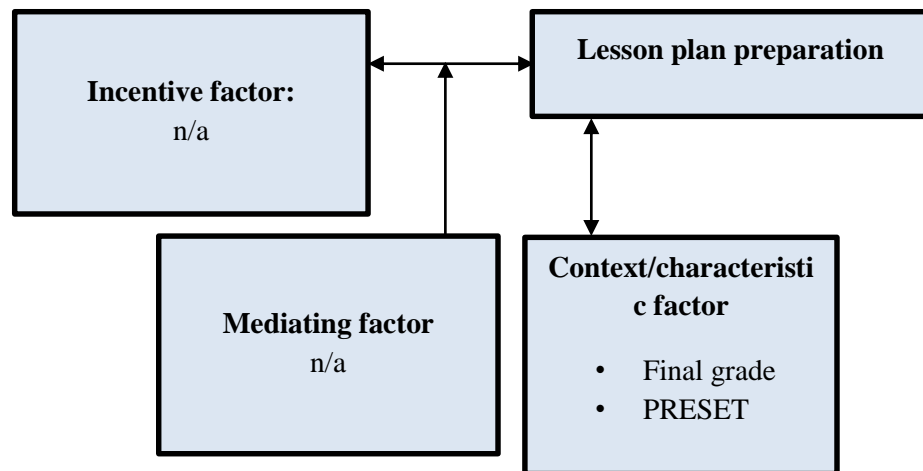 Incentive factor:
n/a
Lesson plan preparation
Mediating factor
n/a
Context/characteristi
c factor
• Final grade
• PRESET